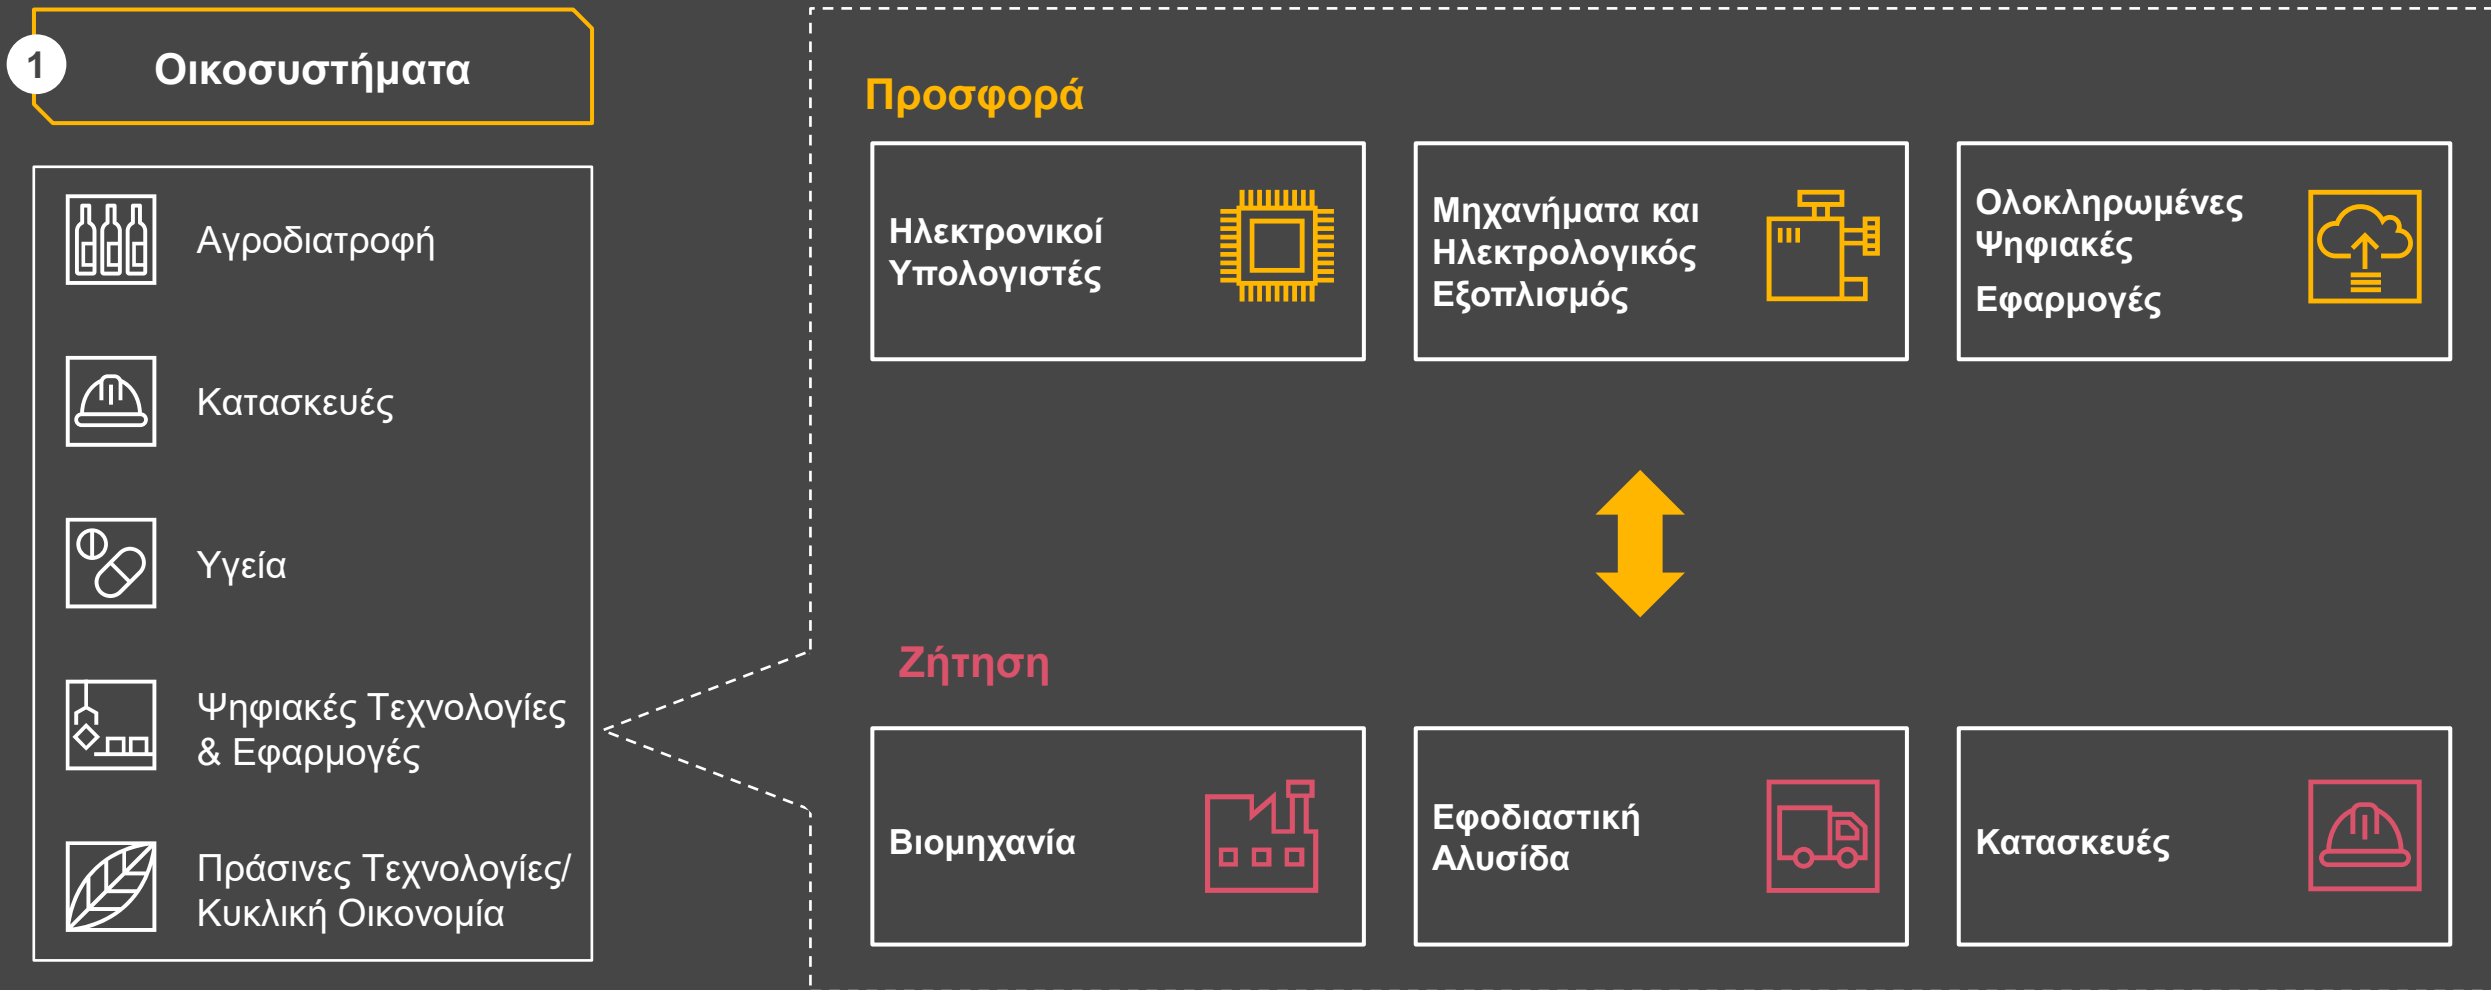 1
Οικοσυστήματα
Αγροδιατροφή
Κατασκευές
Υγεία
Ψηφιακές Τεχνολογίες
& Εφαρμογές
Πράσινες Τεχνολογίες/
Κυκλική Οικονομία
Προσφορά
Ηλεκτρονικοί
Υπολογιστές
Μηχανήματα και
Ηλεκτρολογικός
Εξοπλισμός
Ολοκληρωμένες
Ψηφιακές
Εφαρμογές
Ζήτηση
Βιομηχανία
Εφοδιαστική
Αλυσίδα
Κατασκευές